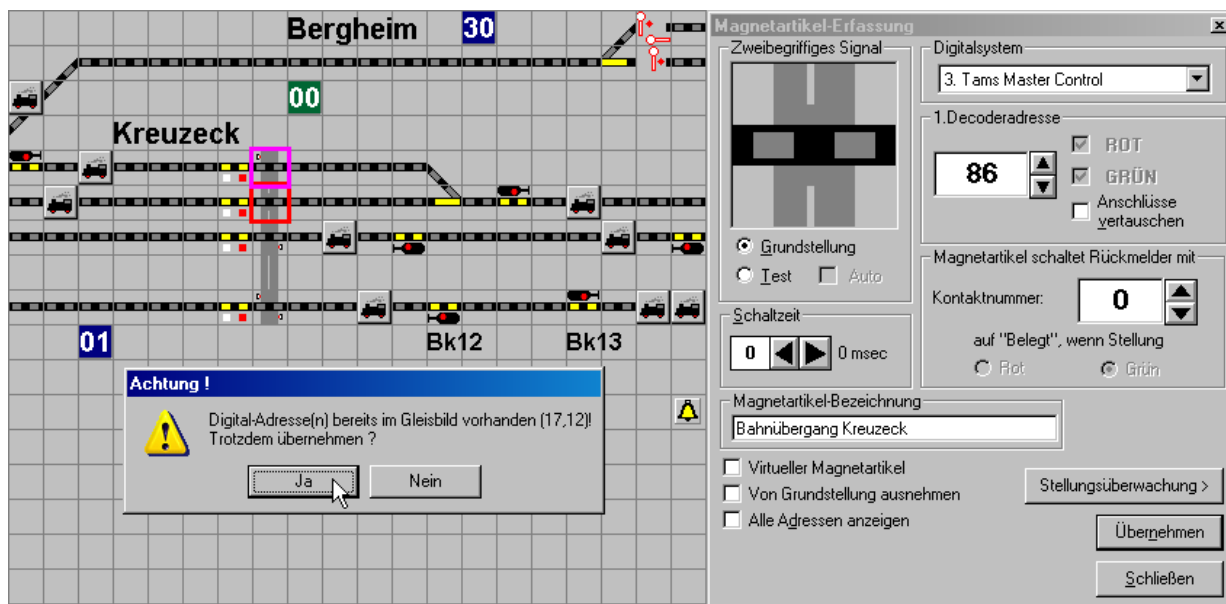 Bergheim 30
00
Kreuzeck
01
Bk12 Bk13
Achtung !
Digital-Adresse(n) bereits im Gleisbild vorhanden (17,12)!
Trotzdem übernehmen ?
Ja Nein
Magnetartikel-Erfassung
Zweibegriffiges Signal
Grundstellung
Test Auto
Schaltzeit
0 0 msec
Digitalsystem
3. Tams Master Control
1.Decoderadresse
86
ROT
GRÜN
Anschlüsse
vertauschen
Magnetartikel schaltet Rückmelder mit
Kontaktnummer: 0
auf "Belegt", wenn Stellung
Rot Grün
Magnetartikel-Bezeichnung
Bahnübergang Kreuzeck
Virtueller Magnetartikel
Von Grundstellung ausnehmen
Alle Adressen anzeigen
Stellungsüberwachung >
Übernehmen
Schließen